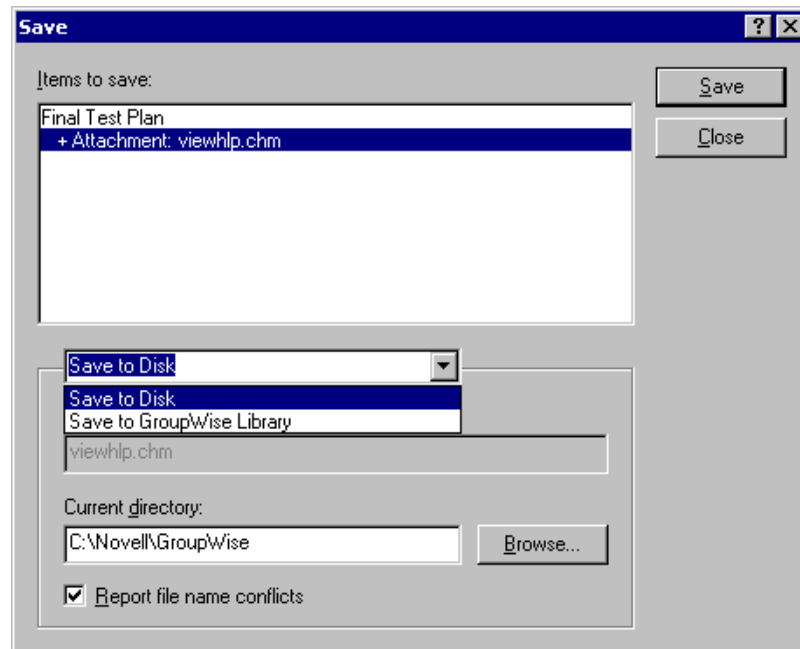 Save
Items to save:
Save
Final Test Plan
+ Attachment: viewhlp.chm
Close
Save to Disk
Save to Disk
Save to GroupWise Library
viewhlp.chm
Current directory:
C:\Novell\GroupWise
Browse...
Report file name conflicts